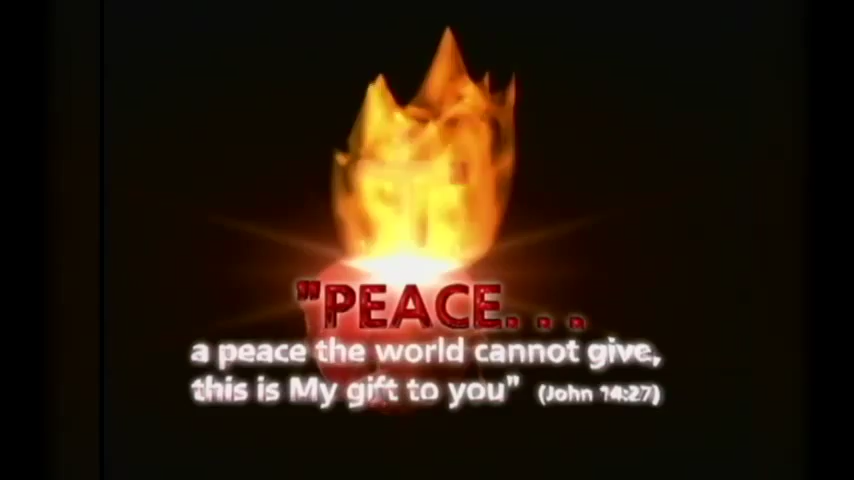 "PEACE. . .
a peace the world cannot give,
this is My gift to you" (John 14:27)